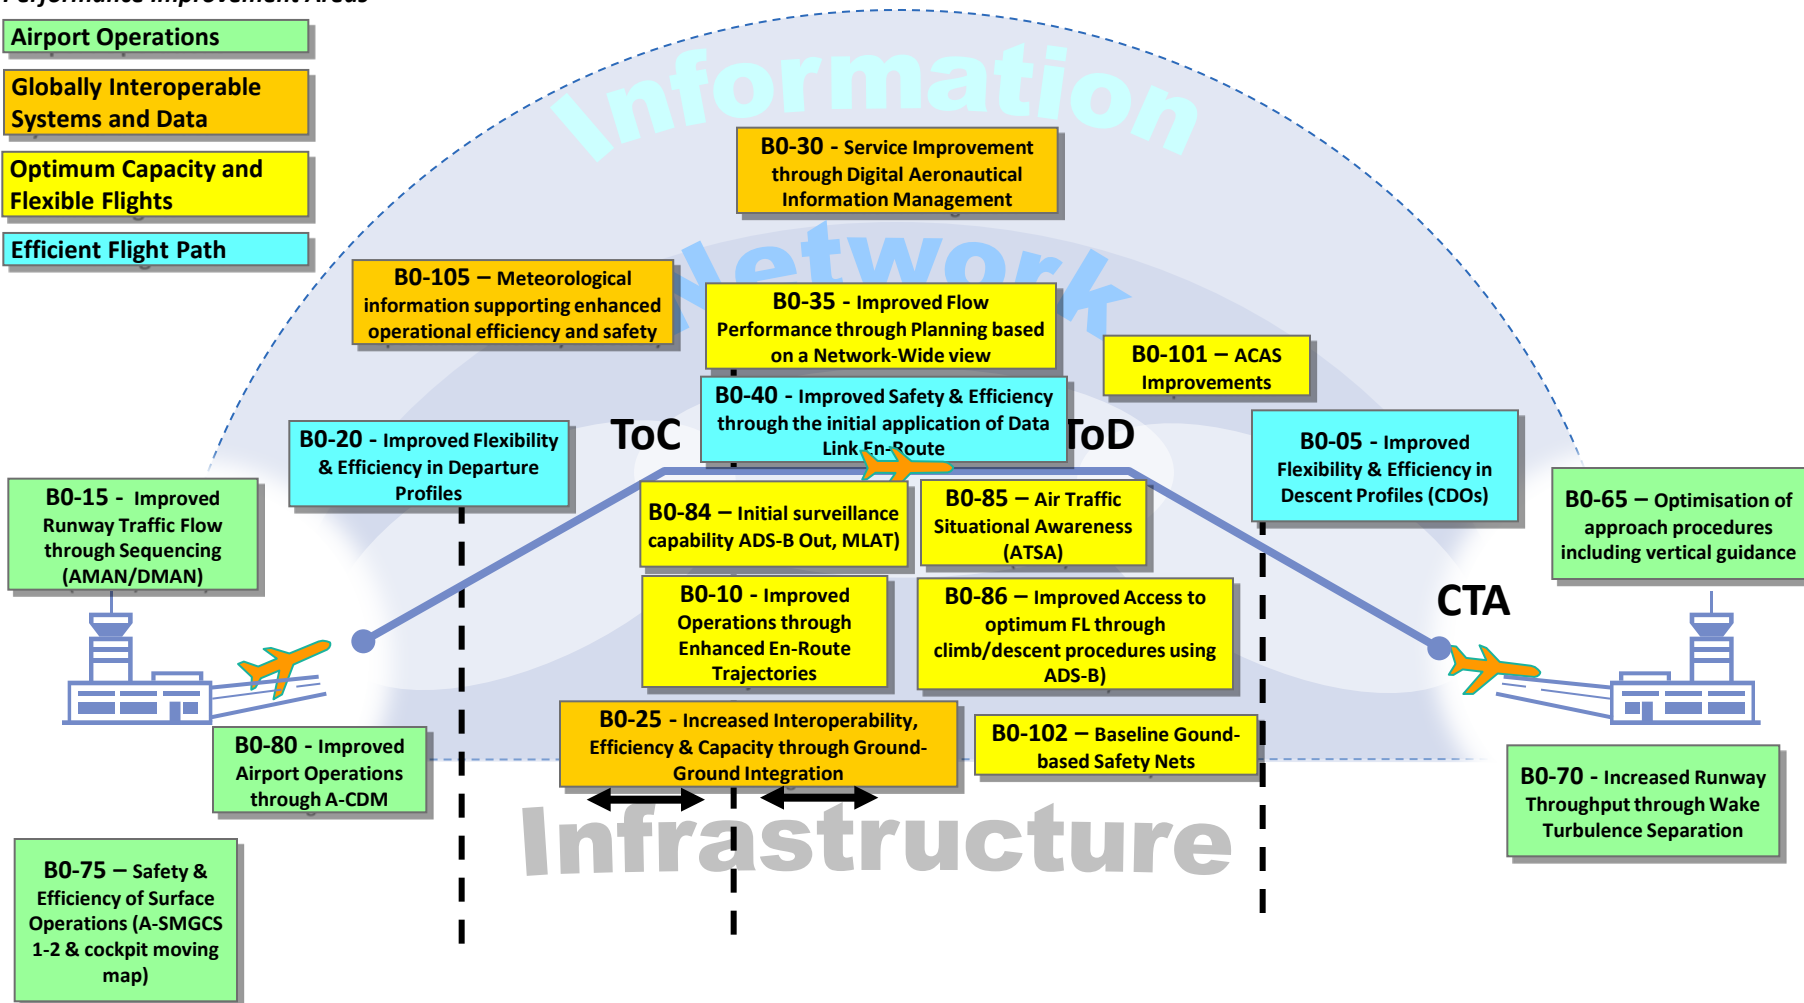 Performance Improvement Areas
Airport Operations
Globally Interoperable
Systems and Data
Optimum Capacity and
Flexible Flights
Efficient Flight Path
Information
B0-30 - Service Improvement
through Digital Aeronautical
Information Management
Network
B0-105 – Meteorological
information supporting enhanced
operational efficiency and safety
B0-35 - Improved Flow
Performance through Planning based
on a Network-Wide view
B0-101 – ACAS
Improvements
B0-40 - Improved Safety & Efficiency
through the initial application of Data
Link En-Route
ToC
ToD
B0-20 - Improved Flexibility
& Efficiency in Departure
Profiles
B0-05 - Improved
Flexibility & Efficiency in
Descent Profiles (CDOs)
B0-15 - Improved
Runway Traffic Flow
through Sequencing
(AMAN/DMAN)
B0-84 – Initial surveillance
capability ADS-B Out, MLAT)
B0-85 – Air Traffic
Situational Awareness
(ATSA)
B0-65 – Optimisation of
approach procedures
including vertical guidance
B0-10 - Improved
Operations through
Enhanced En-Route
Trajectories
B0-86 – Improved Access to
optimum FL through
climb/descent procedures using
ADS-B)
CTA
B0-25 - Increased Interoperability,
Efficiency & Capacity through Ground-
Ground Integration
B0-102 – Baseline Gound-
based Safety Nets
B0-80 - Improved
Airport Operations
through A-CDM
B0-70 - Increased Runway
Throughput through Wake
Turbulence Separation
Infrastructure
B0-75 – Safety &
Efficiency of Surface
Operations (A-SMGCS
1-2 & cockpit moving
map)